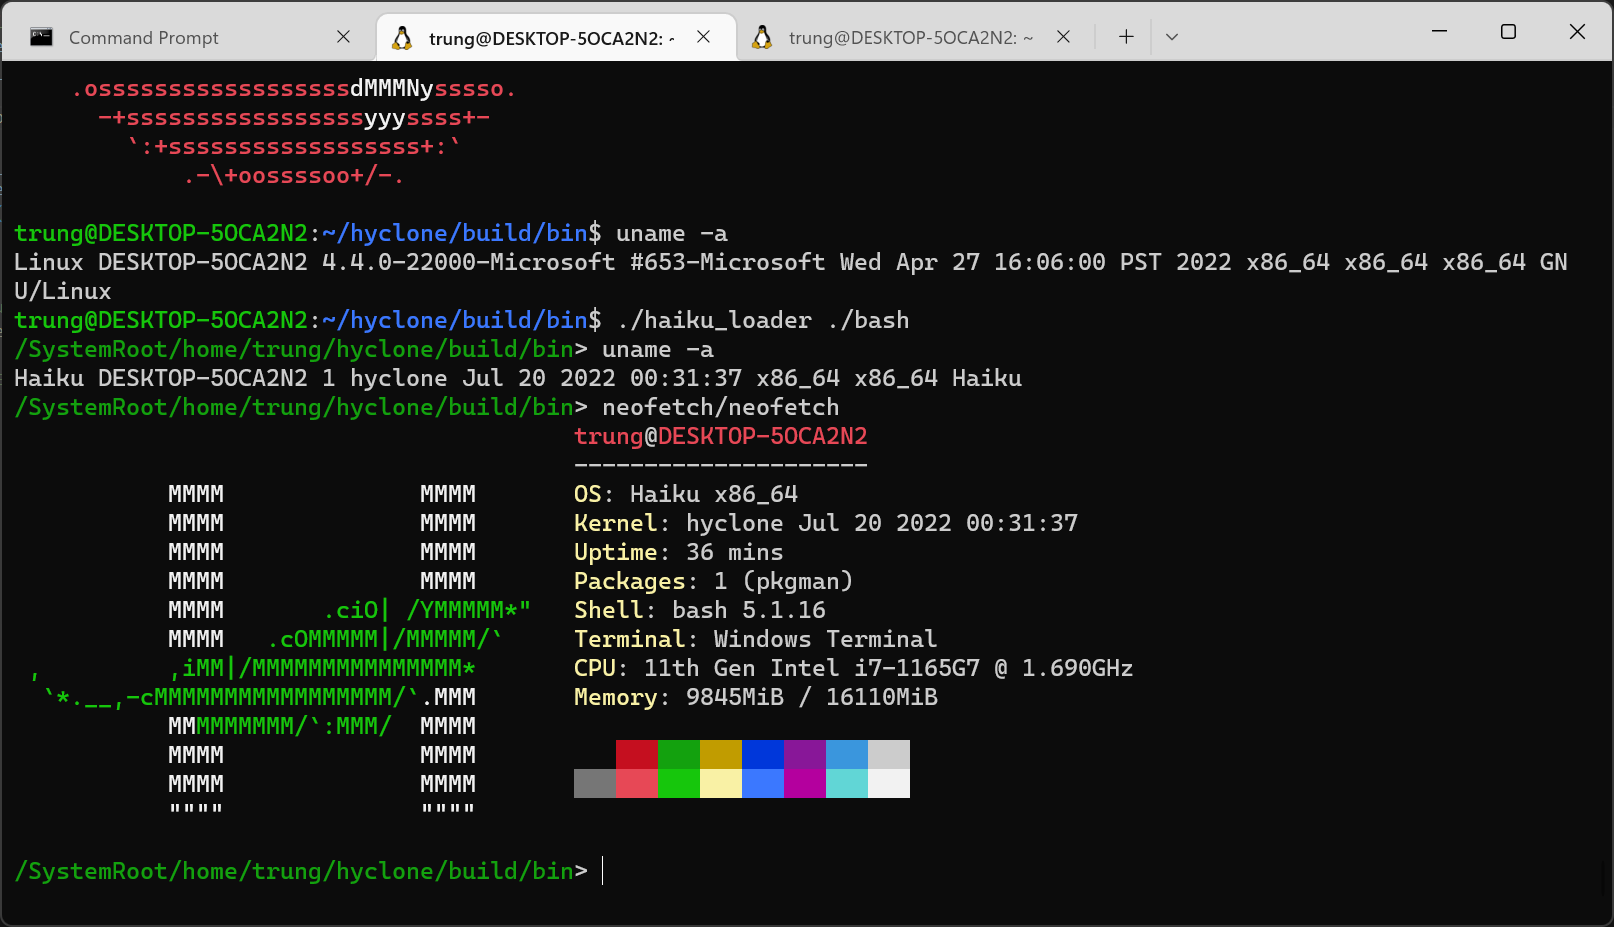 Command Prompt
trung@DESKTOP-5OCA2N2: ~
trung@DESKTOP-5OCA2N2: ~
.ossssssssssssssssssdMMMNysssso.
-+sssssssssssssssssyyyssss+-
`:+ssssssssssssssssss+:`
.-\+oossssoo+/-.
trung@DESKTOP-5OCA2N2:~/hyclone/build/bin$ uname -a
Linux DESKTOP-5OCA2N2 4.4.0-22000-Microsoft #653-Microsoft Wed Apr 27 16:06:00 PST 2022 x86_64 x86_64 x86_64 GN
U/Linux
trung@DESKTOP-5OCA2N2:~/hyclone/build/bin$ ./haiku_loader ./bash
/SystemRoot/home/trung/hyclone/build/bin> uname -a
Haiku DESKTOP-5OCA2N2 1 hyclone Jul 20 2022 00:31:37 x86_64 x86_64 Haiku
/SystemRoot/home/trung/hyclone/build/bin> neofetch/neofetch
trung@DESKTOP-5OCA2N2
---------------------
MMMM              MMMM       OS: Haiku x86_64
MMMM              MMMM       Kernel: hyclone Jul 20 2022 00:31:37
MMMM              MMMM       Uptime: 36 mins
MMMM              MMMM       Packages: 1 (pkgman)
MMMM       .ciO| /YMMMMM*"   Shell: bash 5.1.16
MMMM   .cOMMMMM|/MMMMM/`     Terminal: Windows Terminal
,         ,iMM|/MMMMMMMMMMMMMMM*       CPU: 11th Gen Intel i7-1165G7 @ 1.690GHz
`*.__,-cMMMMMMMMMMMMMMMMM/`.MMM       Memory: 9845MiB / 16110MiB
MMMMMMMMM/`:MMM/  MMMM
MMMM              MMMM
MMMM              MMMM
""""              """"
/SystemRoot/home/trung/hyclone/build/bin>